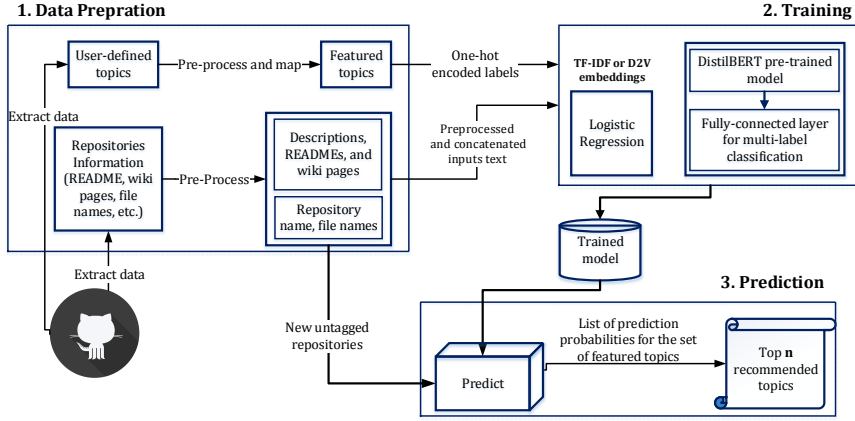 1. Data Prepration
User-defined
topics
Pre-process and map
Featured
topics
One-hot
encoded labels
Extract data
Repositories
Information
(README, wiki
pages, file
names, etc.)
Pre-Process
Descriptions,
READMEs, and
wiki pages
Repository
name, file names
Preprocessed
and concatenated
inputs text
Extract data
2. Training
TF-IDF or D2V
embeddings
Logistic
Regression
DistilBERT pre-trained
model
Fully-connected layer
for multi-label
classification
Trained
model
3. Prediction
New untagged
repositories
Predict
List of prediction
probabilities for the set
of featured topics
Top n
recommended
topics